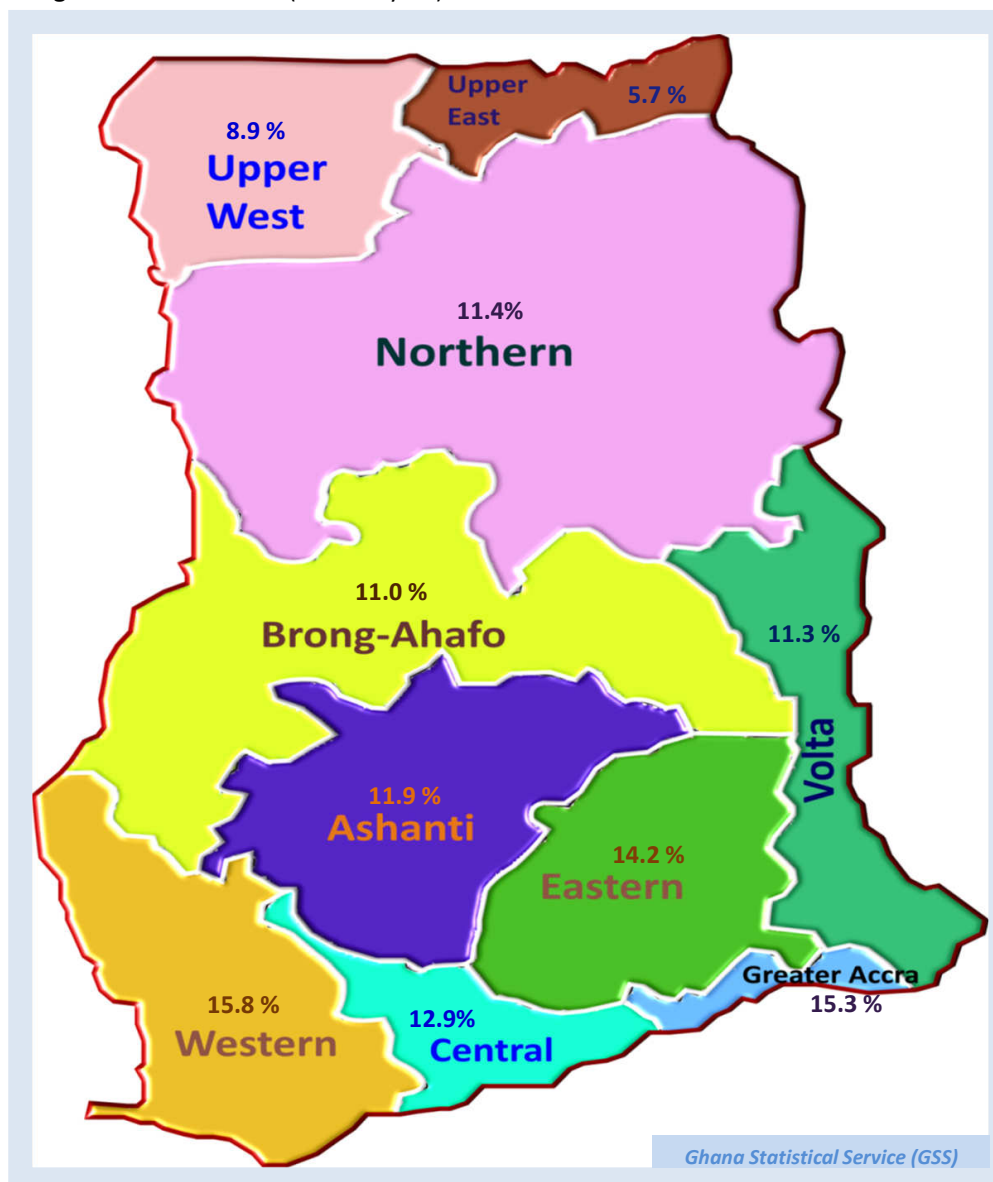 Upper
East
5.7 %
8.9 %
Upper
West
11.4%
Northern
11.0 %
Brong-Ahafo
11.3 %
Volta
11.9 %
Ashanti
14.2 %
Eastern
Greater Accra
15.3 %
15.8 %
Western
12.9%
Central
Ghana Statistical Service (GSS)